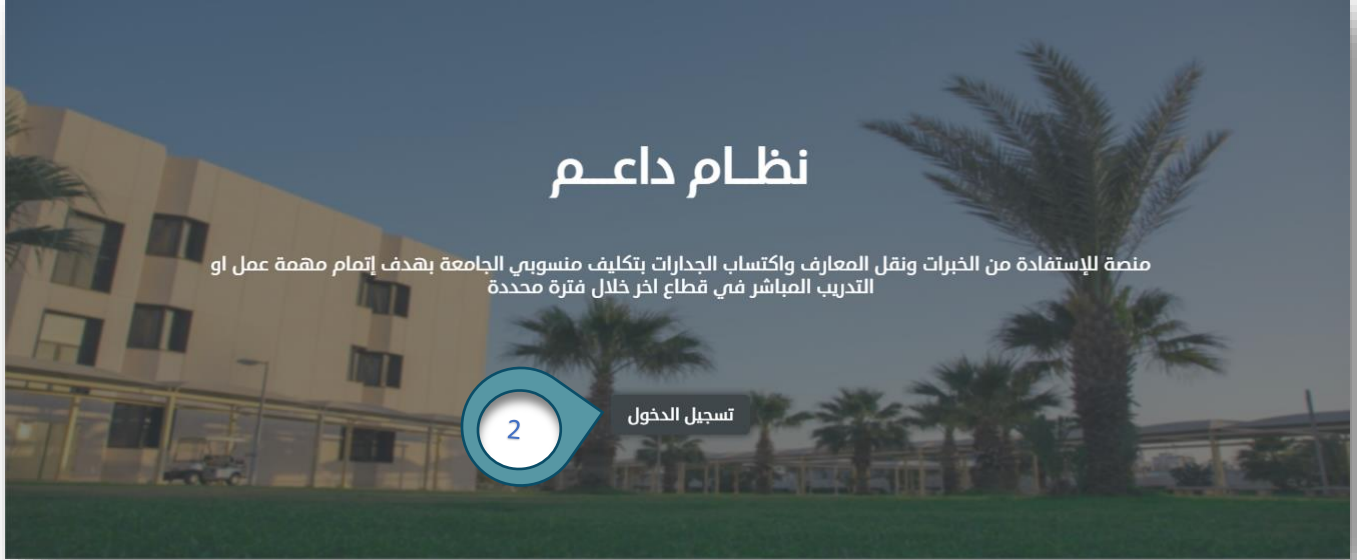 نظـام داعـم
منصة للإستفادة من الخبرات ونقل المعارف واكتساب الجدارات بتكليف منسوبي الجامعة بهدف إتمام مهمة عمل او
التدريب المباشر في قطاع اخر خلال فترة محددة
تسجيل الدخول
2